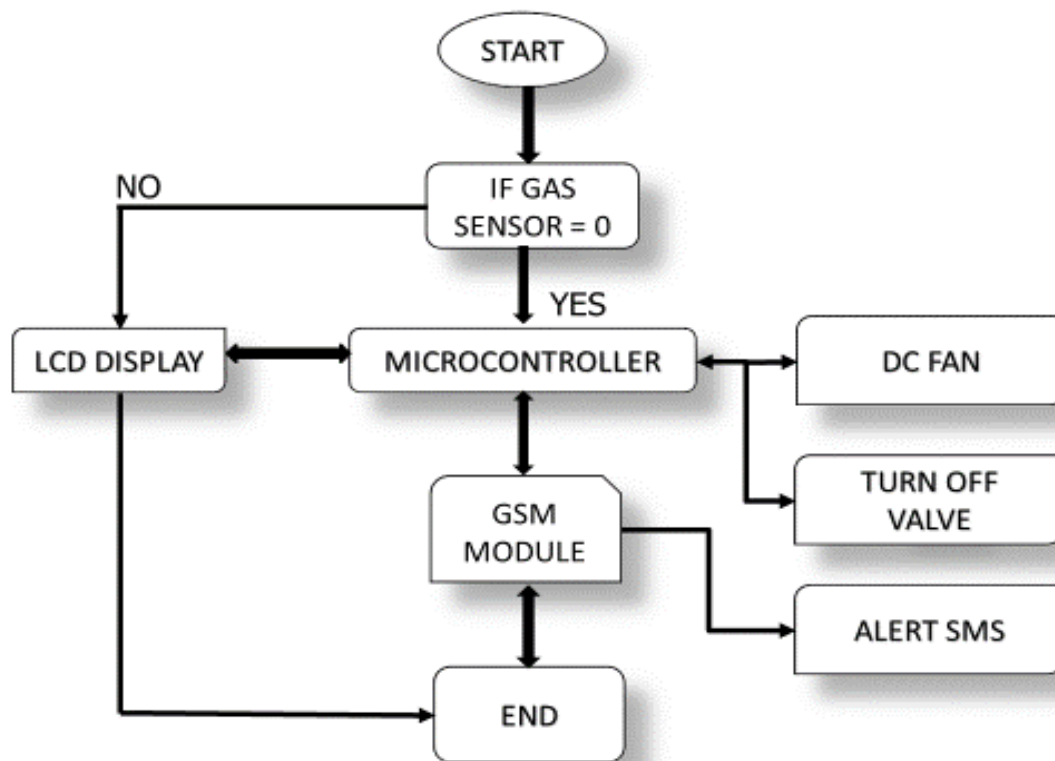 START
NO
IF GAS
SENSOR = 0
YES
LCD DISPLAY
MICROCONTROLLER
DC FAN
TURN OFF
VALVE
GSM
MODULE
ALERT SMS
END